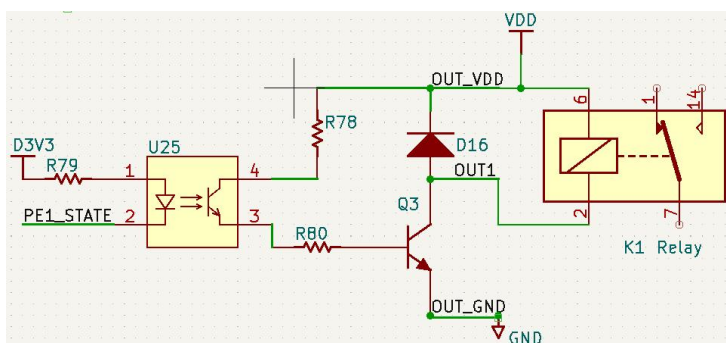 VDD
OUT_VDD
6
1
14
R78
D16
U25
D3V3
R79
1
4
OUT1
Q3
PE1_STATE
2
3
R80
2
7
K1 Relay
OUT_GND
GND